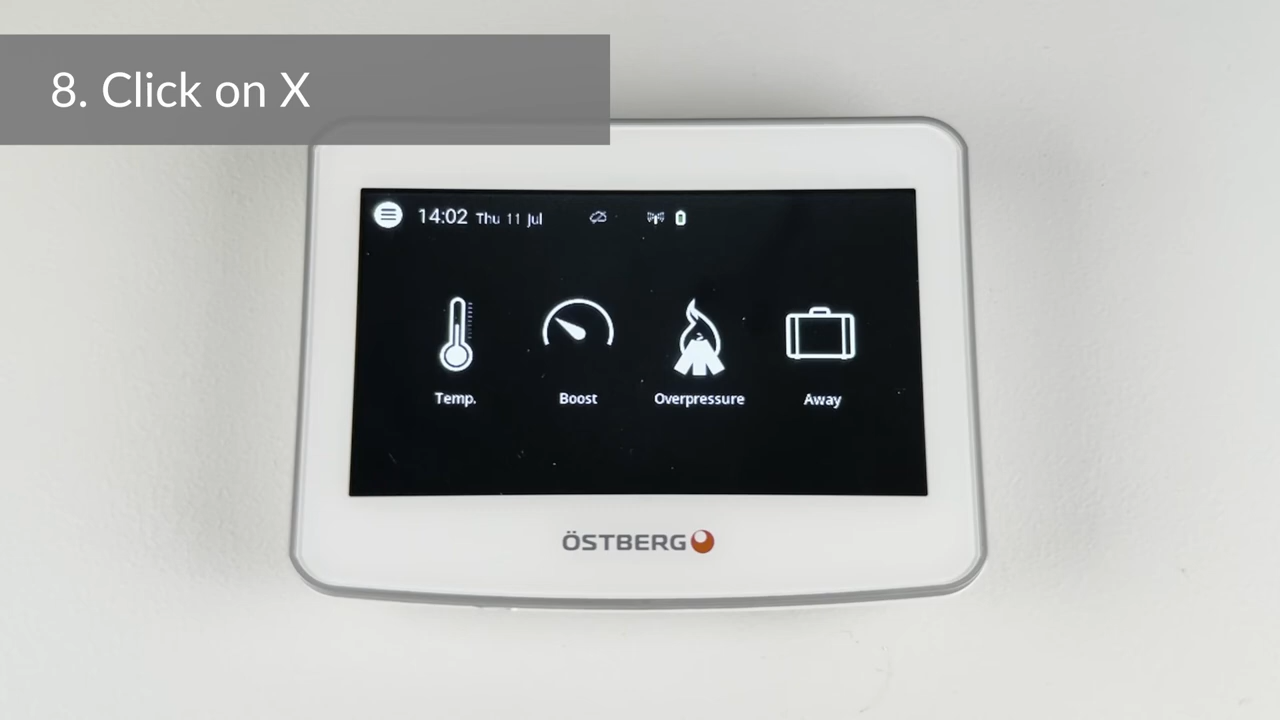 8. Click on X
14:02 Thu 11 Jul
Temp. Boost Overpressure Away
ÖSTBERG